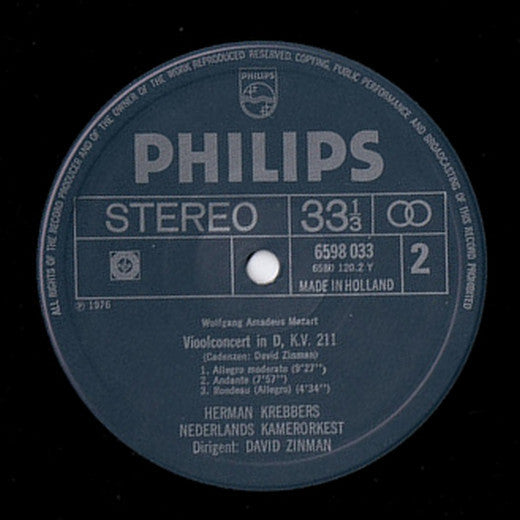 ALL RIGHTS OF THE RECORD PRODUCER AND OF THE OWNER OF THE WORK REPRODUCED RESERVED. COPYING, PUBLIC PERFORMANCE AND BROADCASTING OF THIS RECORD PROHIBITED
PHILIPS
PHILIPS
STEREO
33⅓
6598 033
6580 120.2 Y
2
MADE IN HOLLAND
℗ 1976
Wolfgang Amadeus Mozart
Vioolconcert in D, K.V. 211
(Cadenzen: David Zinman)
1. Allegro moderato (9'27'')
2. Andante (7'57'')
3. Rondeau (Allegro) (4'34'')
HERMAN KREBBERS
NEDERLANDS KAMERORKEST
Dirigent: DAVID ZINMAN